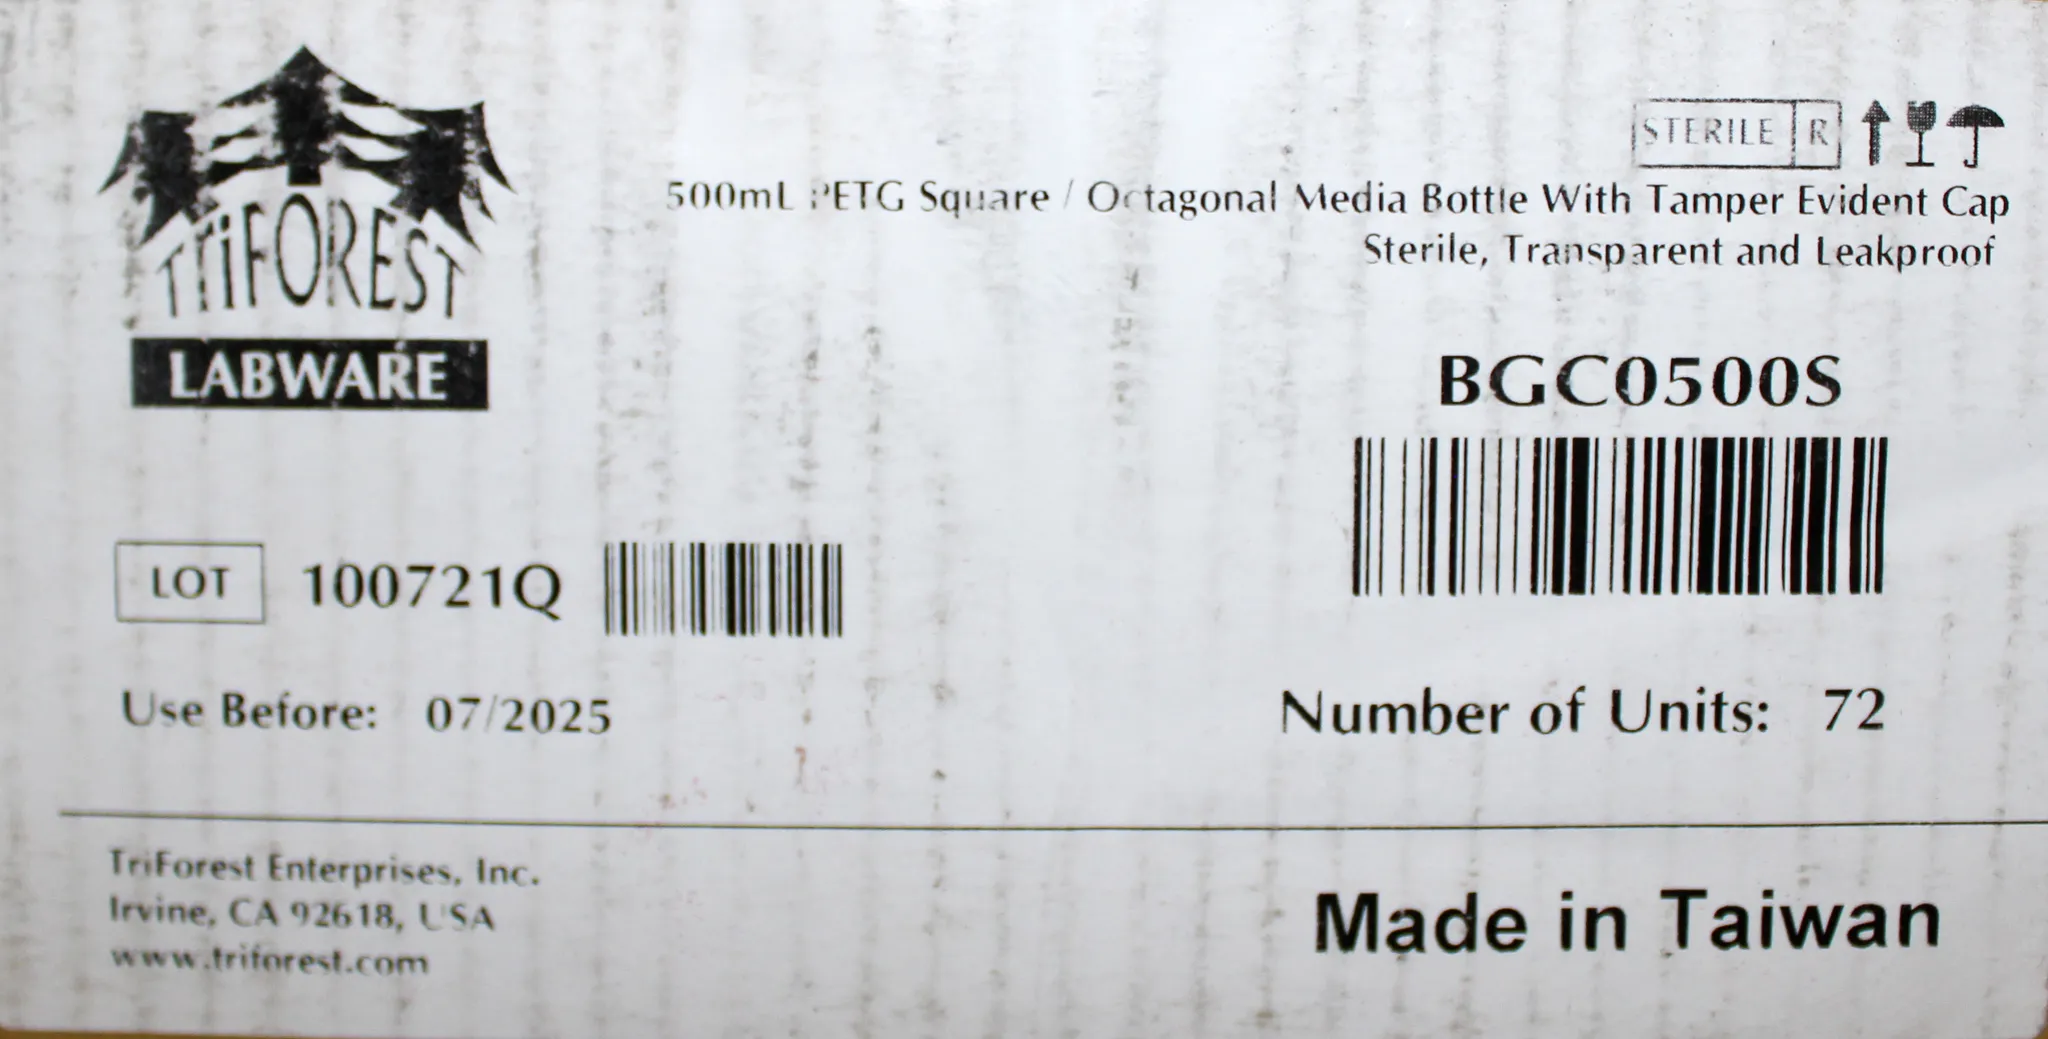 TriFOREST
LABWARE
STERILE R
500mL PETG Square / Octagonal Media Bottle With Tamper Evident Cap
Sterile, Transparent and Leakproof
BGC0500S
LOT 100721Q
Use Before: 07/2025
Number of Units: 72
TriForest Enterprises, Inc.
Irvine, CA 92618, USA
www.triforest.com
Made in Taiwan